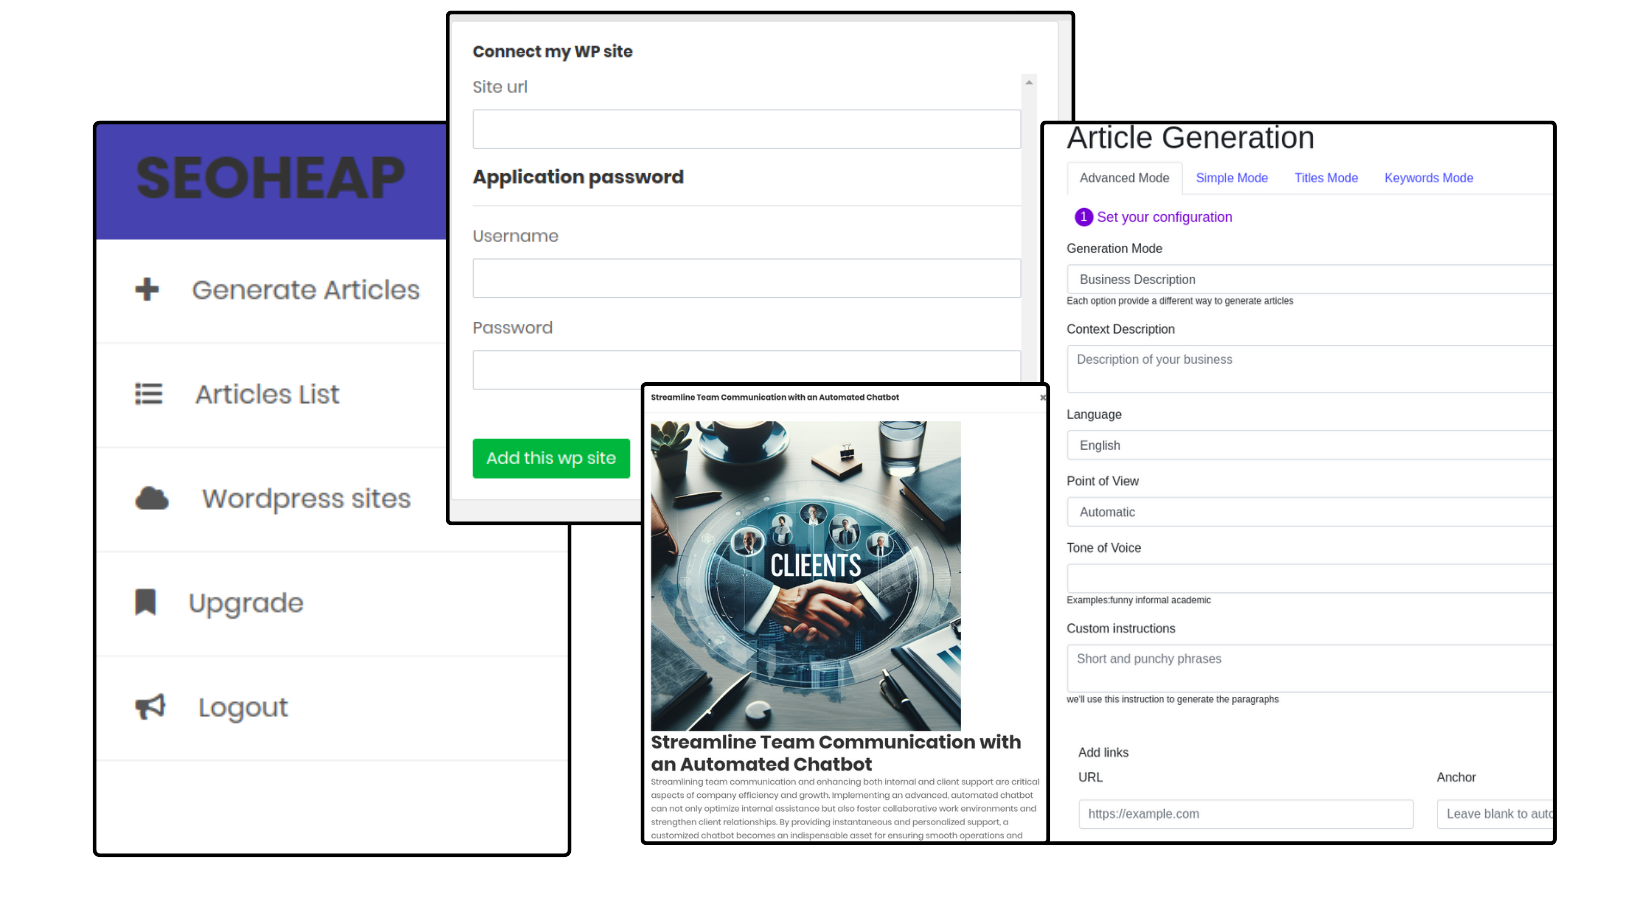 SEOHEAP
Generate Articles
Articles List
Wordpress sites
Upgrade
Logout
Connect my WP site
Site url
Application password
Username
Password
Add this wp site
Streamline Team Communication with an Automated Chatbot
CLIEENTS
Streamline Team Communication with
an Automated Chatbot
Streamlining team communication and enhancing both internal and client support are critical
aspects of company efficiency and growth. Implementing an advanced, automated chatbot
can not only optimize internal assistance but also foster collaborative work environments and
strengthen client relationships. By providing instantaneous and personalized support, a
customized chatbot becomes an indispensable asset for ensuring smooth operations and
Article Generation
Advanced Mode Simple Mode Titles Mode Keywords Mode
1 Set your configuration
Generation Mode
Business Description
Each option provide a different way to generate articles
Context Description
Description of your business
Language
English
Point of View
Automatic
Tone of Voice
Examples:funny informal academic
Custom instructions
Short and punchy phrases
we'll use this instruction to generate the paragraphs
Add links
URL Anchor
https://example.com Leave blank to auto